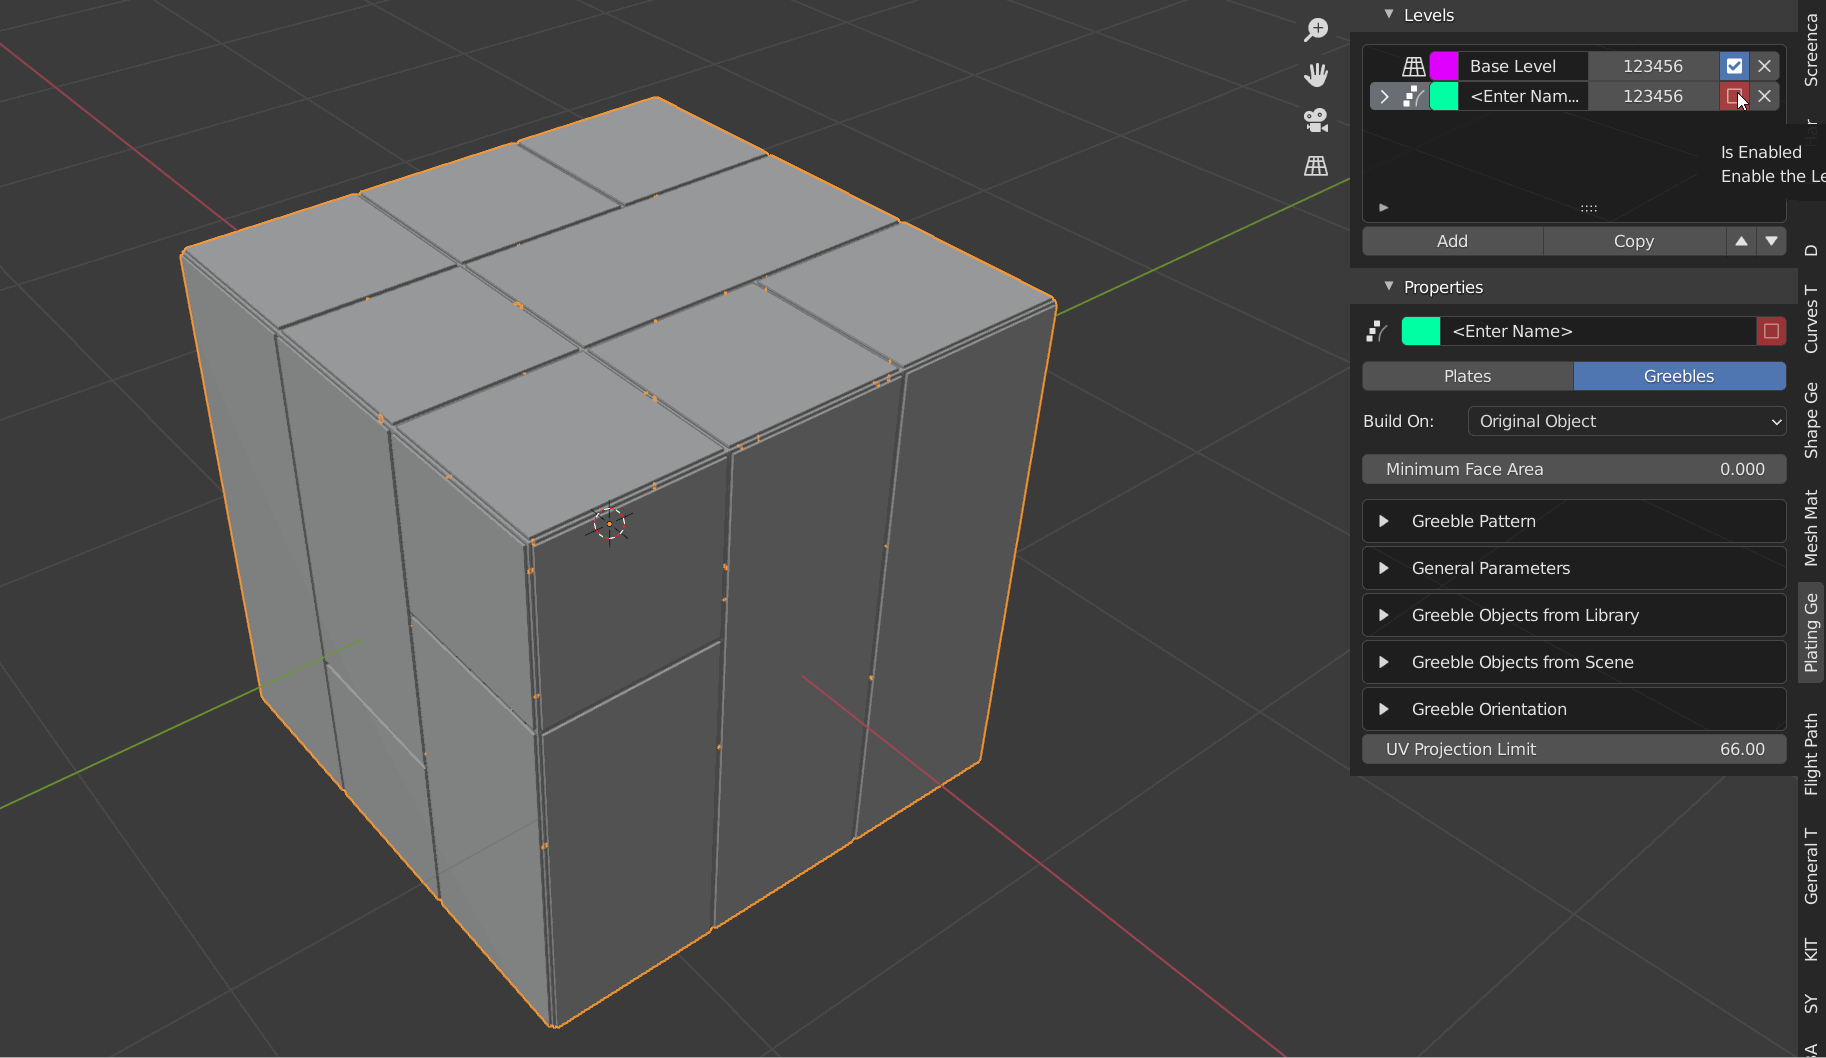 Levels
Base Level 123456
<Enter Nam... 123456
Is Enabled
Enable the Le
Add Copy
Properties
<Enter Name>
Plates Greebles
Build On: Original Object
Minimum Face Area 0.000
Greeble Pattern
General Parameters
Greeble Objects from Library
Greeble Objects from Scene
Greeble Orientation
UV Projection Limit 66.00
Screenca
D
Curves T
Shape Ge
Mesh Mat
Plating Ge
Flight Path
General T
KIT
SY